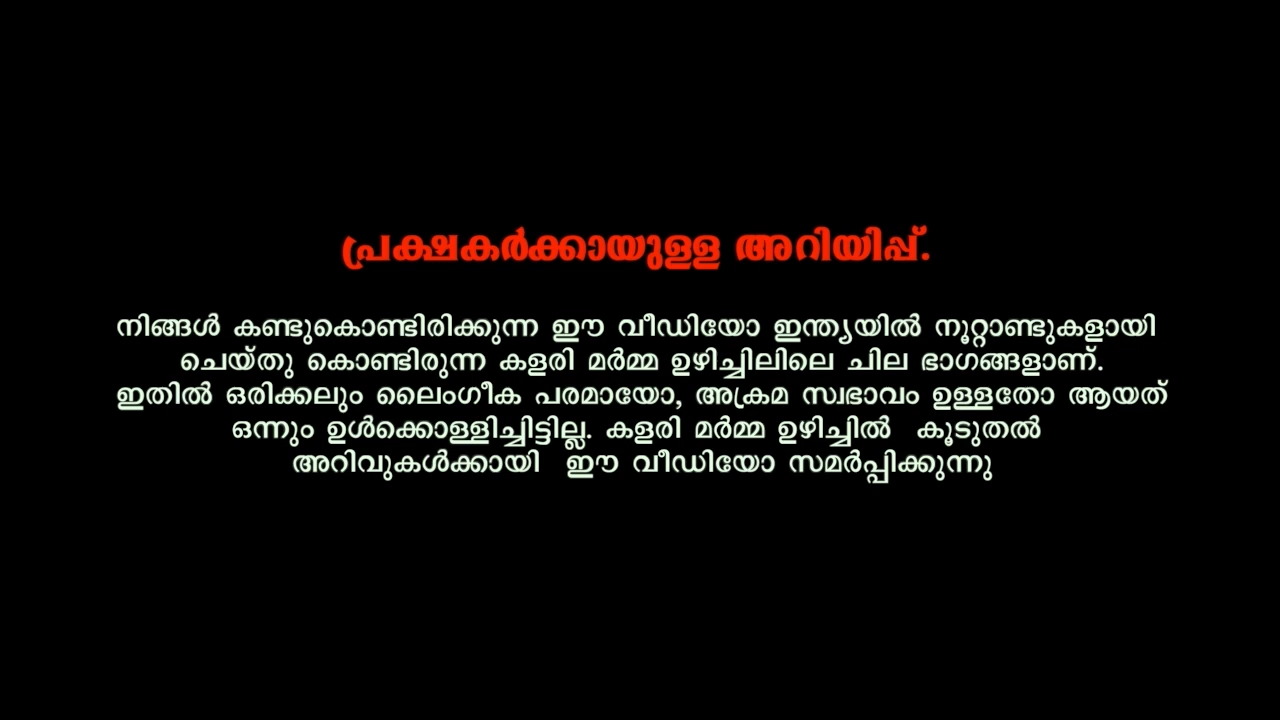 പ്രക്ഷകർക്കായുള്ള അറിയിപ്പ്.
നിങ്ങൾ കണ്ടുകൊണ്ടിരിക്കുന്ന ഈ വീഡിയോ ഇന്ത്യയിൽ നൂറ്റാണ്ടുകളായി
ചെയ്തു കൊണ്ടിരുന്ന കളരി മർമ്മ ഉഴിച്ചിലിലെ ചില ഭാഗങ്ങളാണ്.
ഇതിൽ ഒരിക്കലും ലൈംഗീക പരമായോ, അക്രമ സ്വഭാവം ഉള്ളതോ ആയത്
ഒന്നും ഉൾക്കൊള്ളിച്ചിട്ടില്ല. കളരി മർമ്മ ഉഴിച്ചിൽ കൂടുതൽ
അറിവുകൾക്കായി ഈ വീഡിയോ സമർപ്പിക്കുന്നു